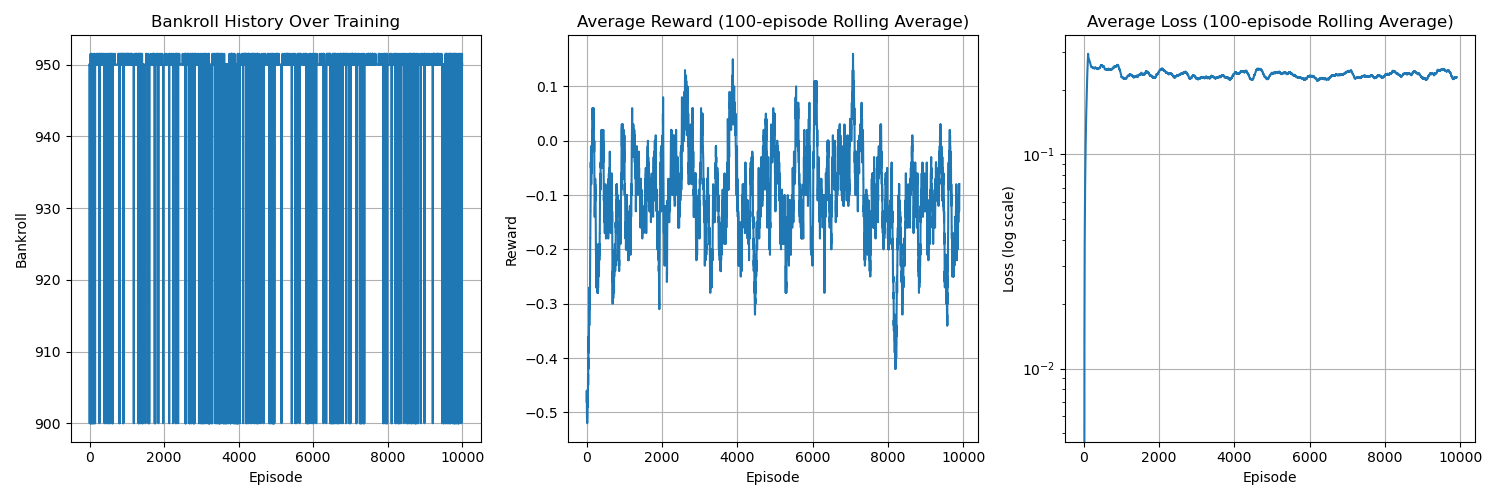 Bankroll History Over Training
Bankroll
950
940
930
920
910
900
0 2000 4000 6000 8000 10000
Episode
Average Reward (100-episode Rolling Average)
Reward
0.1
0.0
−0.1
−0.2
−0.3
−0.4
−0.5
0 2000 4000 6000 8000 10000
Episode
Average Loss (100-episode Rolling Average)
Loss (log scale)
10⁻¹
10⁻²
0 2000 4000 6000 8000 10000
Episode